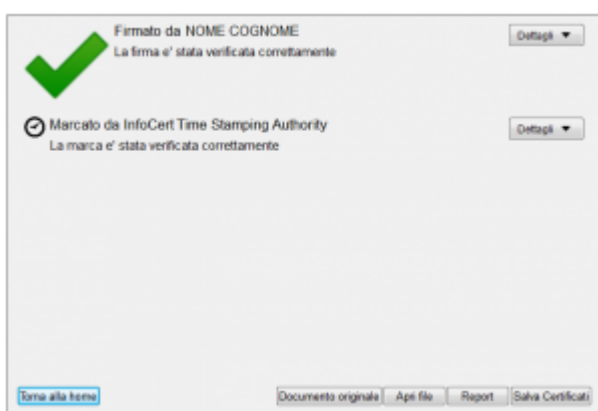 Firmato da NOME COGNOME
Dettagli
La firma e' stata verificata correttamente
Marcato da InfoCert Time Stamping Authority
Dettagli
La marca e' stata verificata correttamente
Torna alla home
Documento originale
Apri file
Report
Salva Certificati